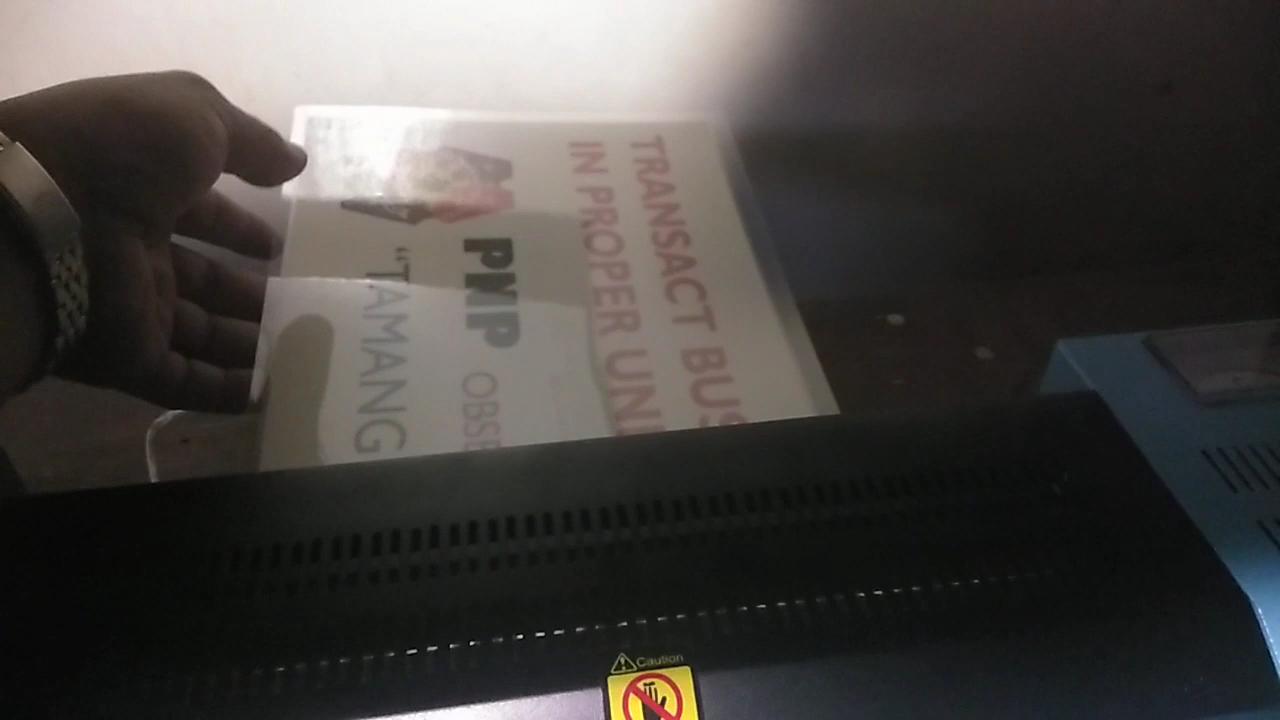 TRANSACT BUS
IN PROPER UNI
PNP OBSE
"TAMANG
Caution